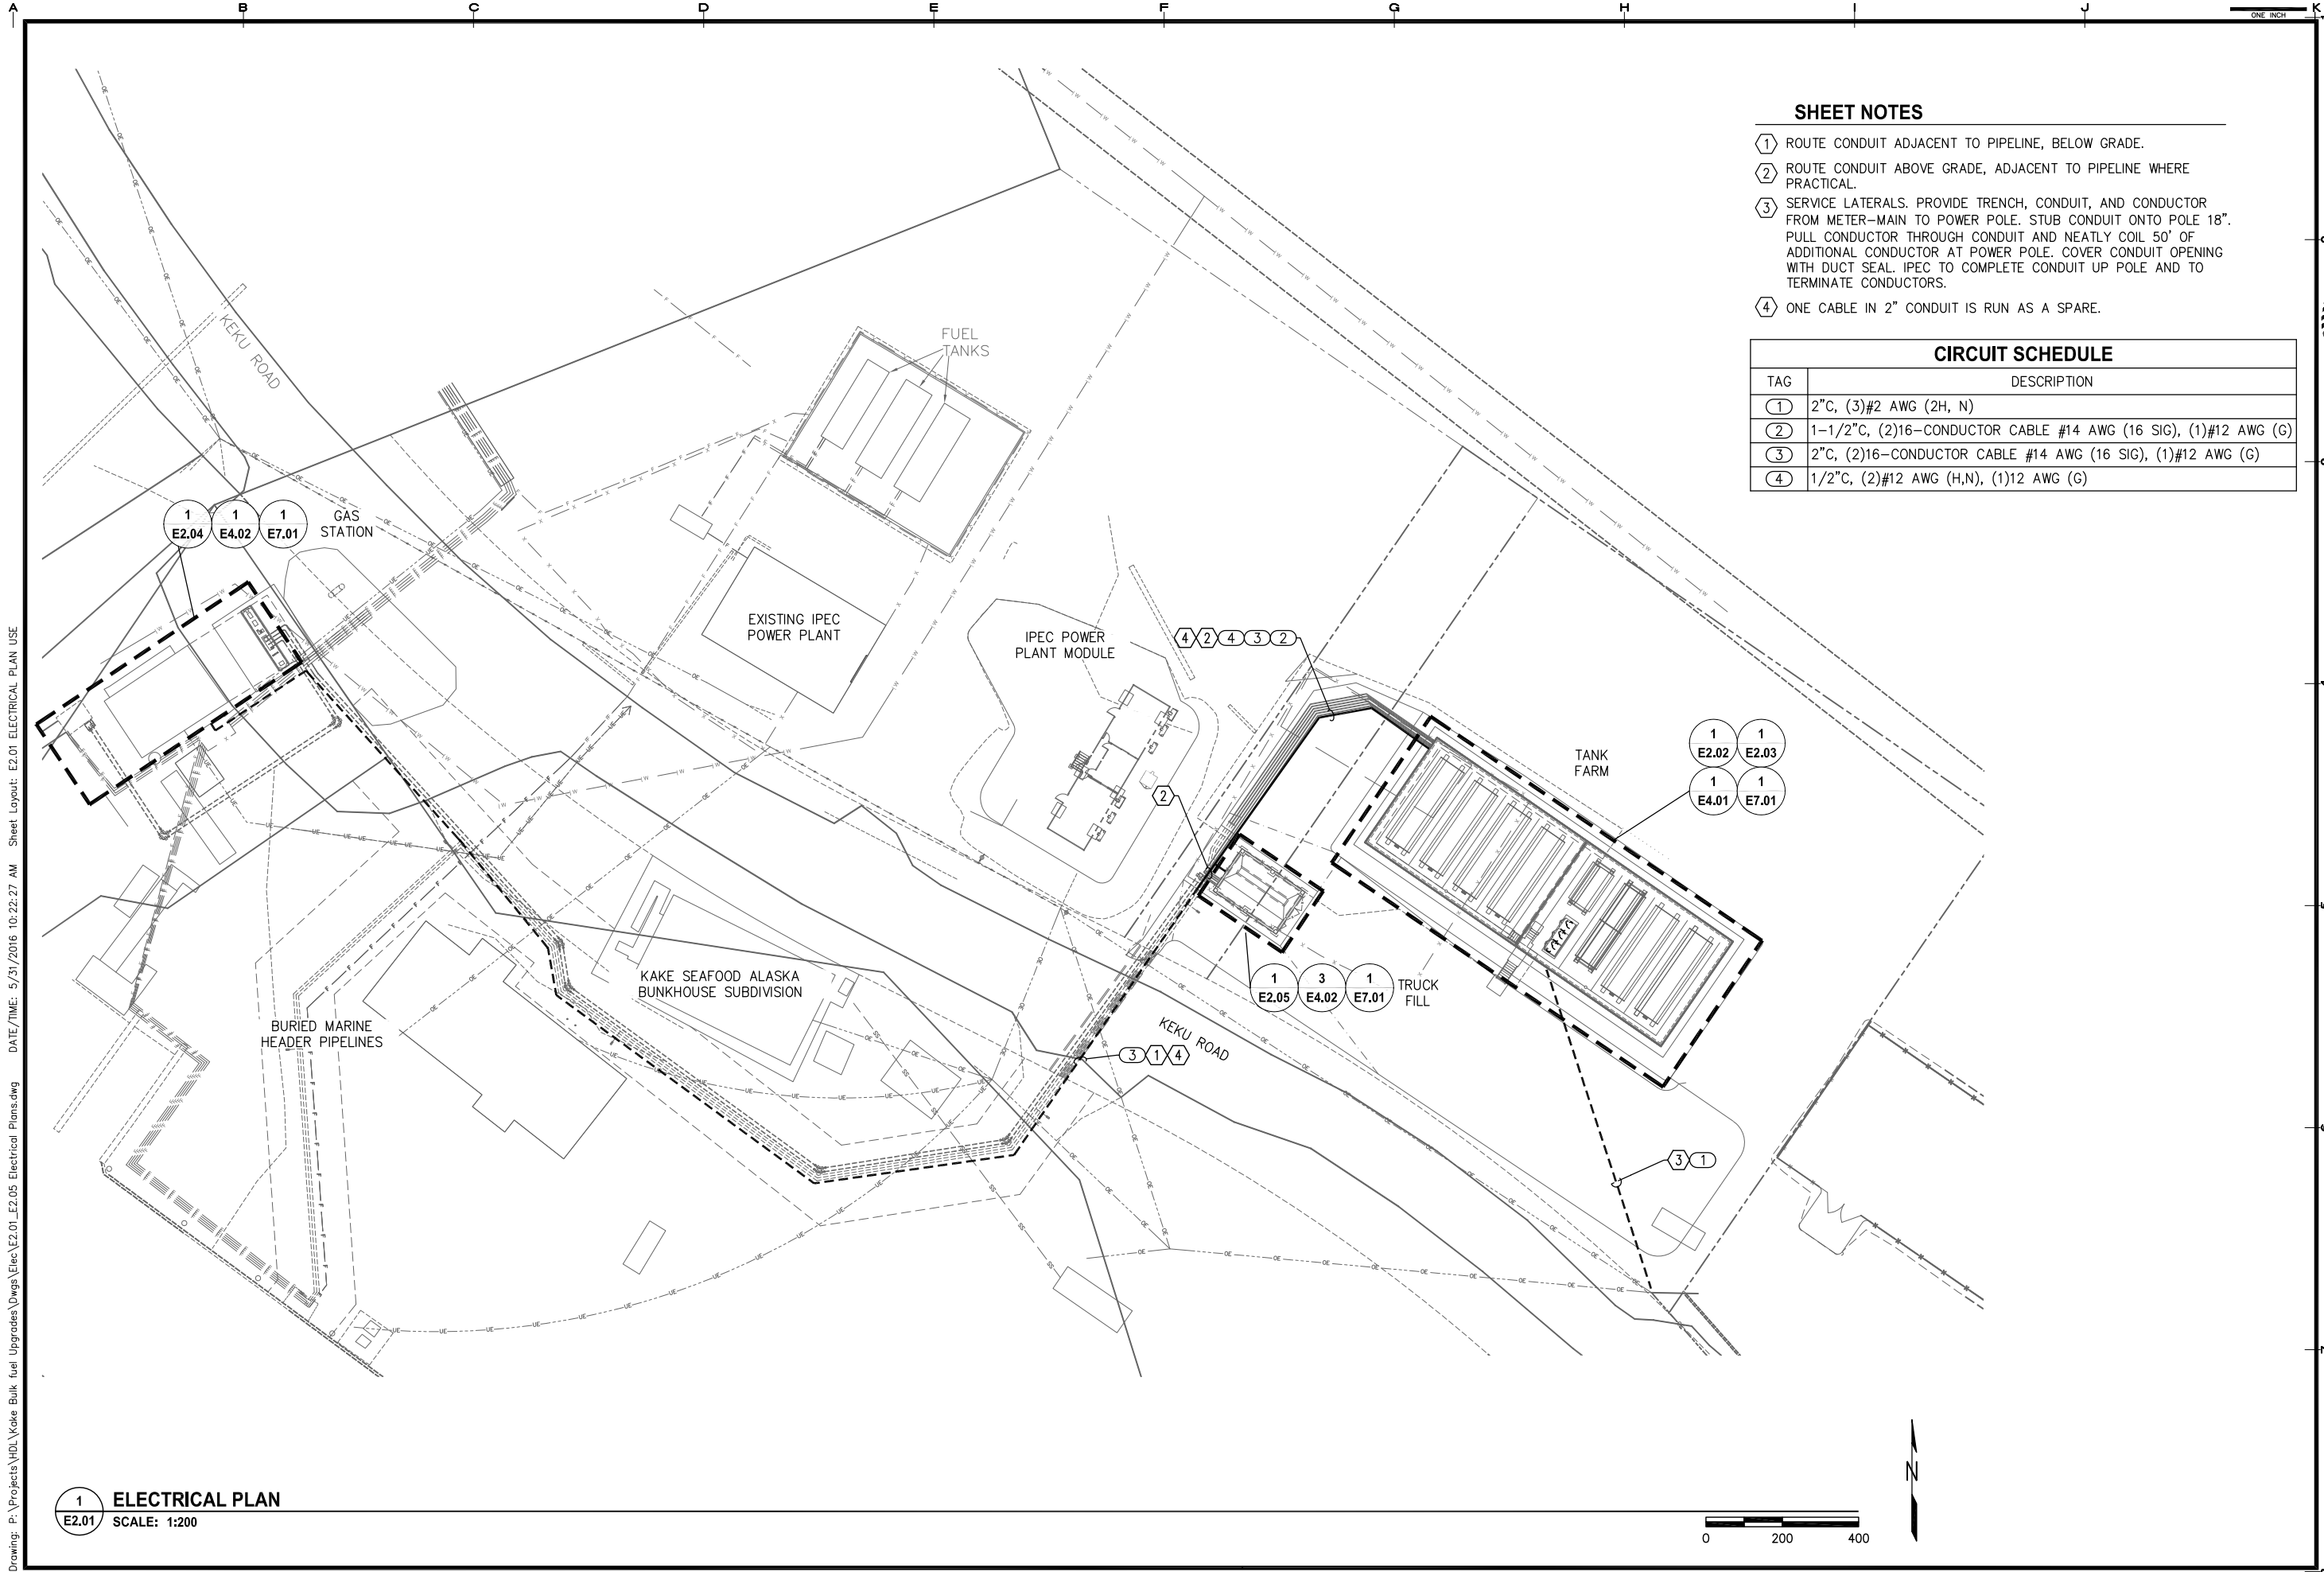 A B C D E F G H I J K
ONE INCH
SHEET NOTES
1 ROUTE CONDUIT ADJACENT TO PIPELINE, BELOW GRADE.
2 ROUTE CONDUIT ABOVE GRADE, ADJACENT TO PIPELINE WHERE
PRACTICAL.
3 SERVICE LATERALS. PROVIDE TRENCH, CONDUIT, AND CONDUCTOR
FROM METER-MAIN TO POWER POLE. STUB CONDUIT ONTO POLE 18".
PULL CONDUCTOR THROUGH CONDUIT AND NEATLY COIL 50' OF
ADDITIONAL CONDUCTOR AT POWER POLE. COVER CONDUIT OPENING
WITH DUCT SEAL. IPEC TO COMPLETE CONDUIT UP POLE AND TO
TERMINATE CONDUCTORS.
4 ONE CABLE IN 2" CONDUIT IS RUN AS A SPARE.
CIRCUIT SCHEDULE
TAG DESCRIPTION
1 2"C, (3)#2 AWG (2H, N)
2 1-1/2"C, (2)16-CONDUCTOR CABLE #14 AWG (16 SIG), (1)#12 AWG (G)
3 2"C, (2)16-CONDUCTOR CABLE #14 AWG (16 SIG), (1)#12 AWG (G)
4 1/2"C, (2)#12 AWG (H,N), (1)12 AWG (G)
KEKU ROAD
FUEL
TANKS
1 1 1
E2.04 E4.02 E7.01
GAS
STATION
EXISTING IPEC
POWER PLANT
IPEC POWER
PLANT MODULE
4 2 4 3 2
2
TANK
FARM
1 1
E2.02 E2.03
1 1
E4.01 E7.01
KAKE SEAFOOD ALASKA
BUNKHOUSE SUBDIVISION
1 3 1
E2.05 E4.02 E7.01
TRUCK
FILL
BURIED MARINE
HEADER PIPELINES
KEKU ROAD
3 1 4
3 1
N
1
E2.01
ELECTRICAL PLAN
SCALE: 1:200
0 200 400
Drawing: P:\Projects\HDL\Kake Bulk fuel Upgrades\Dwgs\Elec\E2.01_E2.05 Electrical Plans.dwg DATE/TIME: 5/31/2016 10:22:27 AM Sheet Layout: E2.01 ELECTRICAL PLAN USE